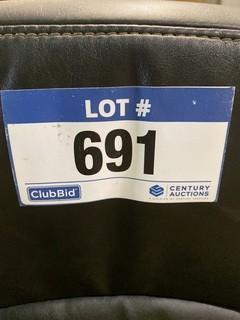 LOT #
691
ClubBid
CENTURY
AUCTIONS